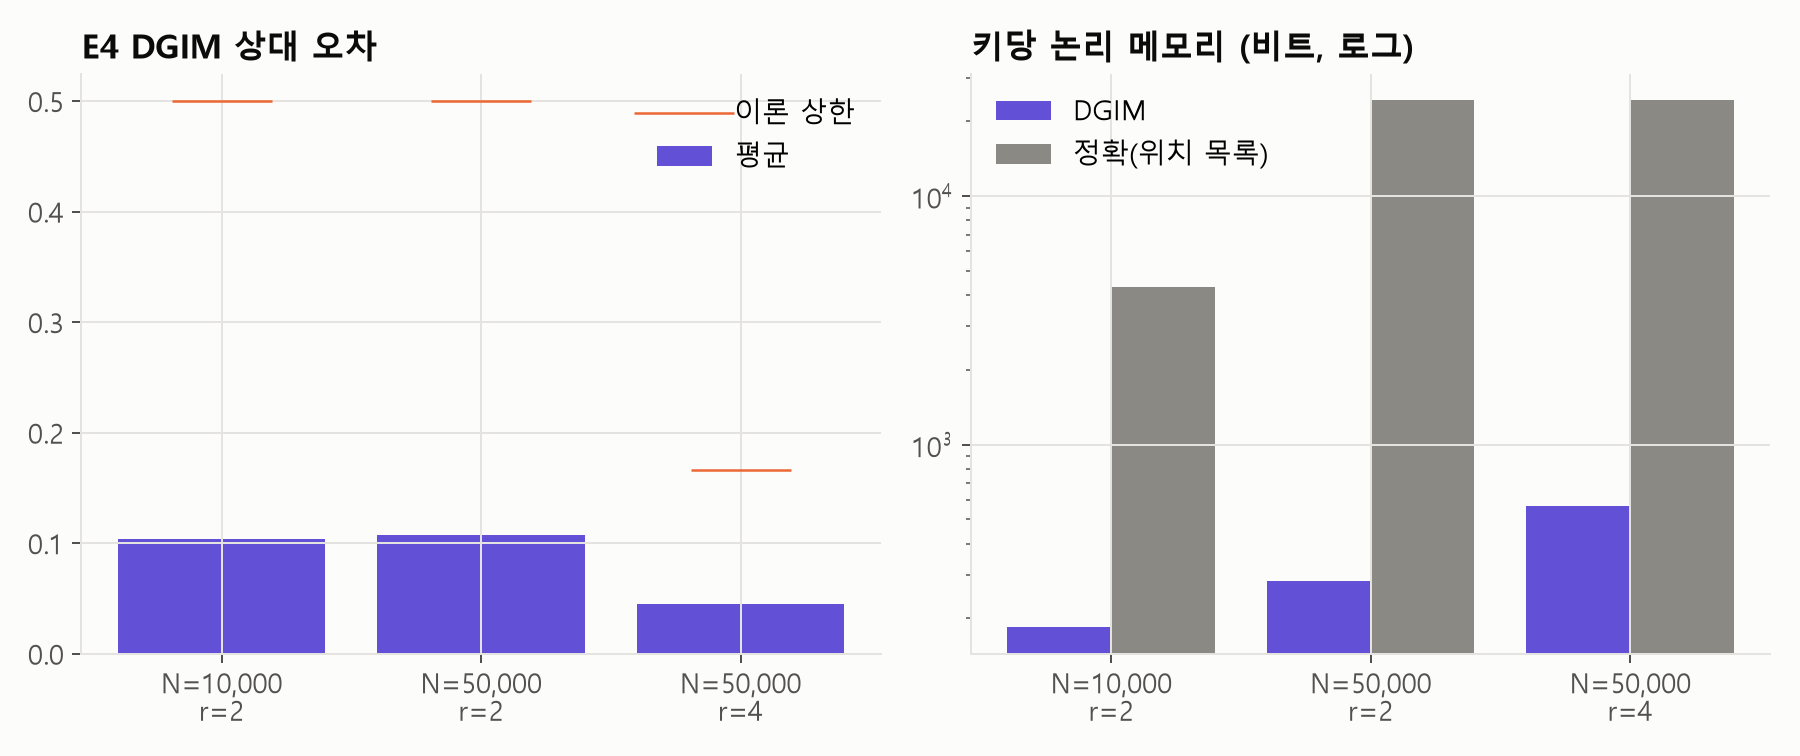 E4 DGIM 상대 오차
0.5
0.4
0.3
0.2
0.1
0.0
이론 상한
평균
N=10,000
r=2
N=50,000
r=2
N=50,000
r=4
키당 논리 메모리 (비트, 로그)
10⁴
10³
DGIM
정확(위치 목록)
N=10,000
r=2
N=50,000
r=2
N=50,000
r=4